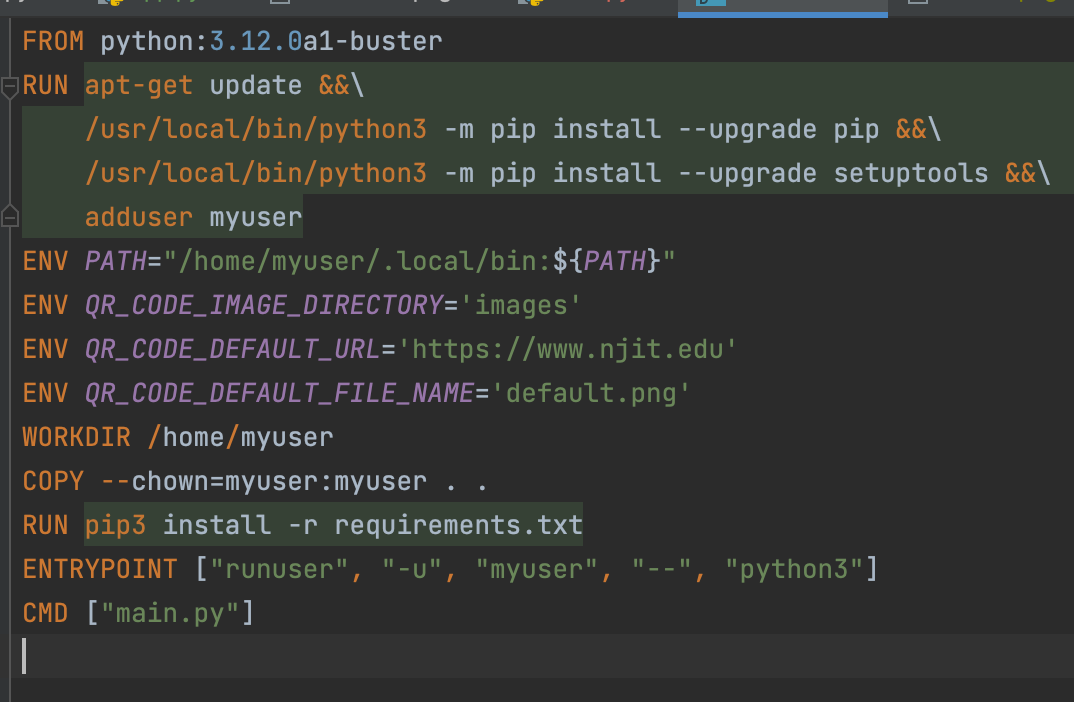 FROM python:3.12.0a1-buster
RUN apt-get update &&\
    /usr/local/bin/python3 -m pip install --upgrade pip &&\
    /usr/local/bin/python3 -m pip install --upgrade setuptools &&\
    adduser myuser
ENV PATH="/home/myuser/.local/bin:${PATH}"
ENV QR_CODE_IMAGE_DIRECTORY='images'
ENV QR_CODE_DEFAULT_URL='https://www.njit.edu'
ENV QR_CODE_DEFAULT_FILE_NAME='default.png'
WORKDIR /home/myuser
COPY --chown=myuser:myuser . .
RUN pip3 install -r requirements.txt
ENTRYPOINT ["runuser", "-u", "myuser", "--", "python3"]
CMD ["main.py"]